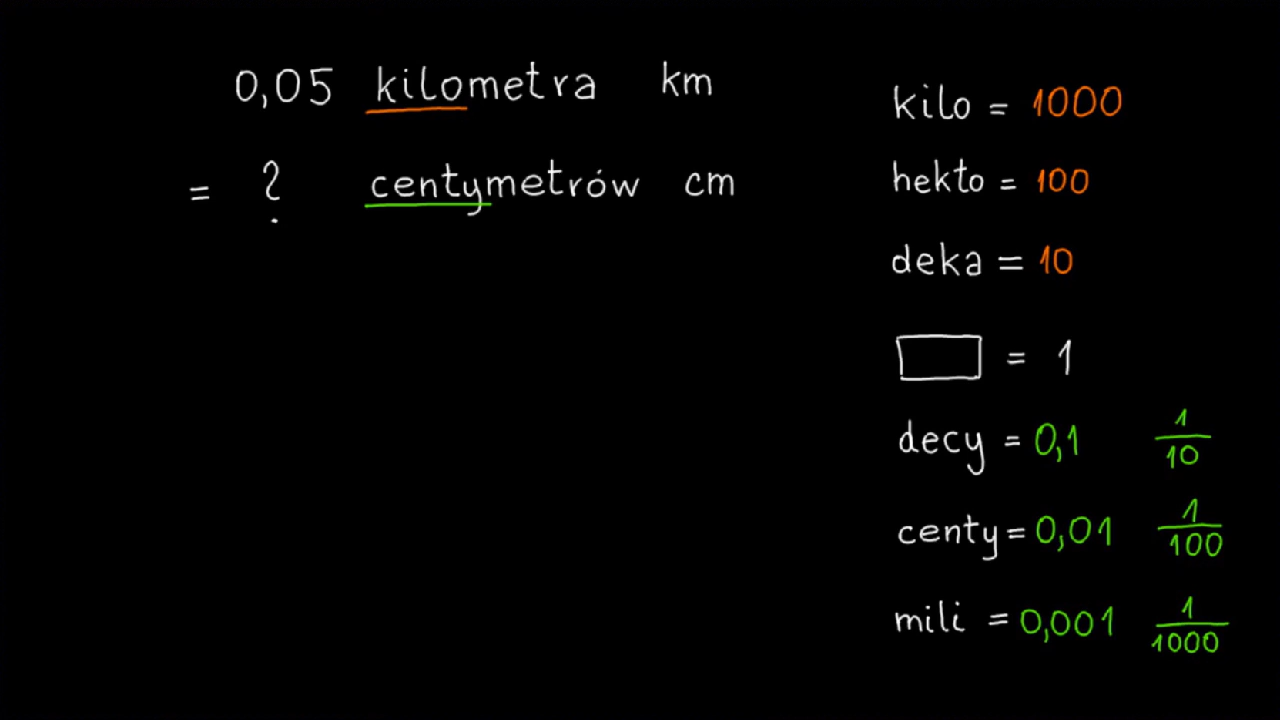 0,05 kilometra km
= ? centymetrów cm
kilo = 1000
hekto = 100
deka = 10
= 1
decy = 0,1 1/10
centy = 0,01 1/100
mili = 0,001 1/1000